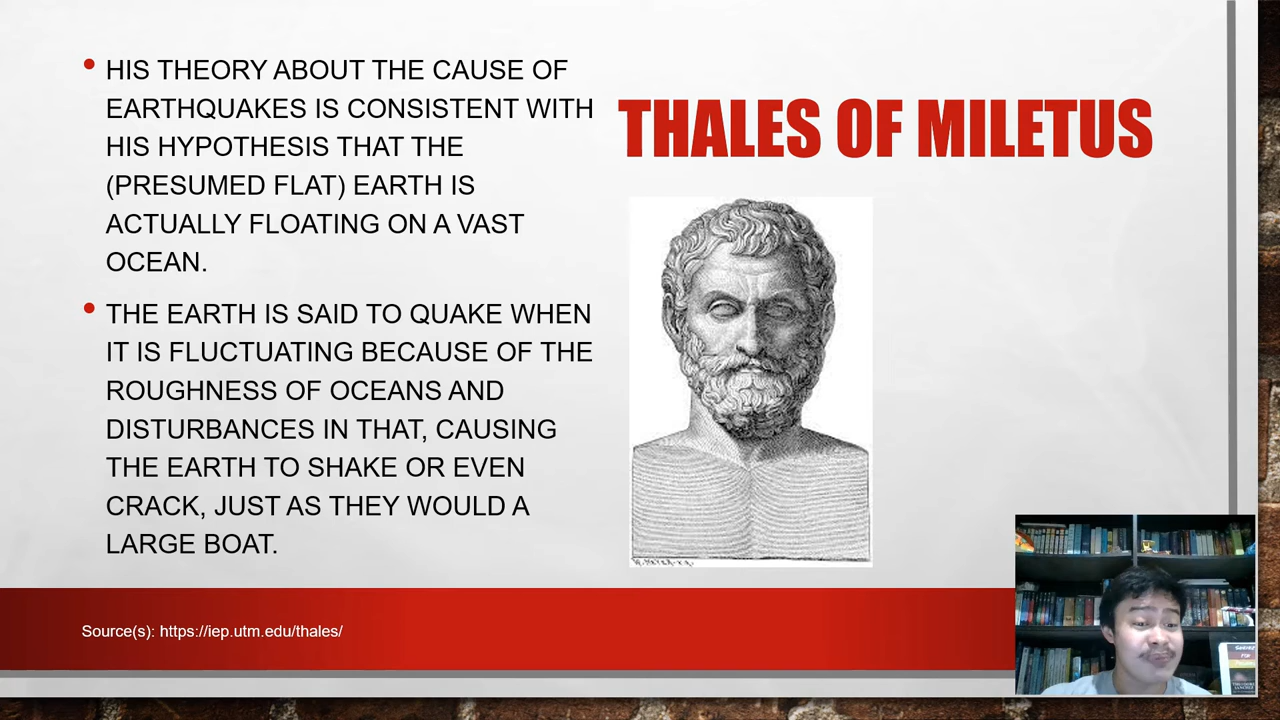 HIS THEORY ABOUT THE CAUSE OF
EARTHQUAKES IS CONSISTENT WITH
HIS HYPOTHESIS THAT THE
(PRESUMED FLAT) EARTH IS
ACTUALLY FLOATING ON A VAST
OCEAN.
THE EARTH IS SAID TO QUAKE WHEN
IT IS FLUCTUATING BECAUSE OF THE
ROUGHNESS OF OCEANS AND
DISTURBANCES IN THAT, CAUSING
THE EARTH TO SHAKE OR EVEN
CRACK, JUST AS THEY WOULD A
LARGE BOAT.
THALES OF MILETUS
Source(s): https://iep.utm.edu/thales/